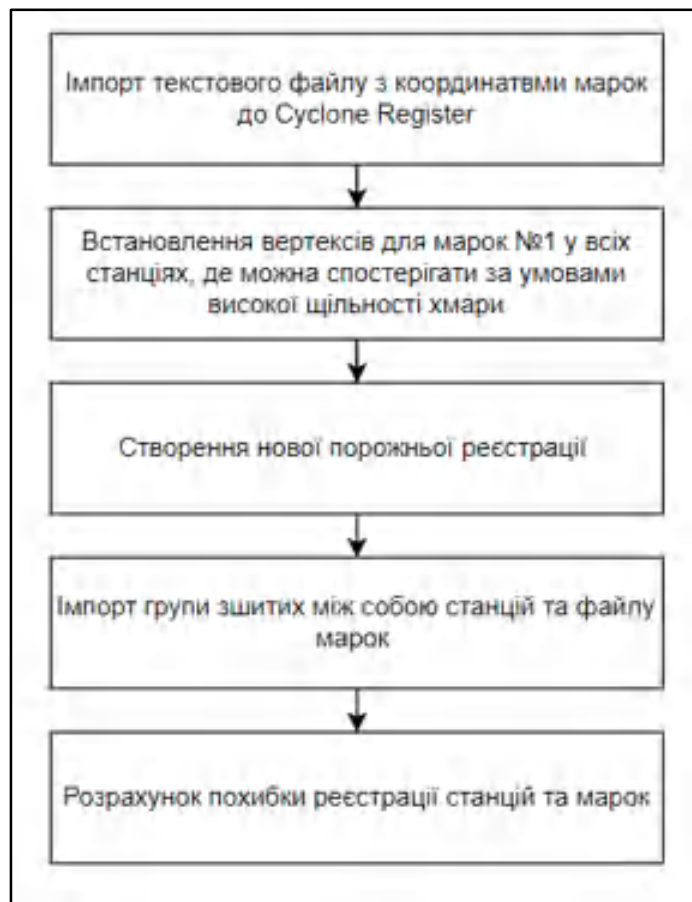 Імпорт текстового файлу з координатвми марок
до Cyclone Register
Встановлення вертексів для марок №1 у всіх
станціях, де можна спостерігати за умовами
високої щільності хмари
Створення нової порожньої реєстрації
Імпорт групи зшитих між собою станцій та файлу
марок
Розрахунок похибки реєстрації станцій та марок